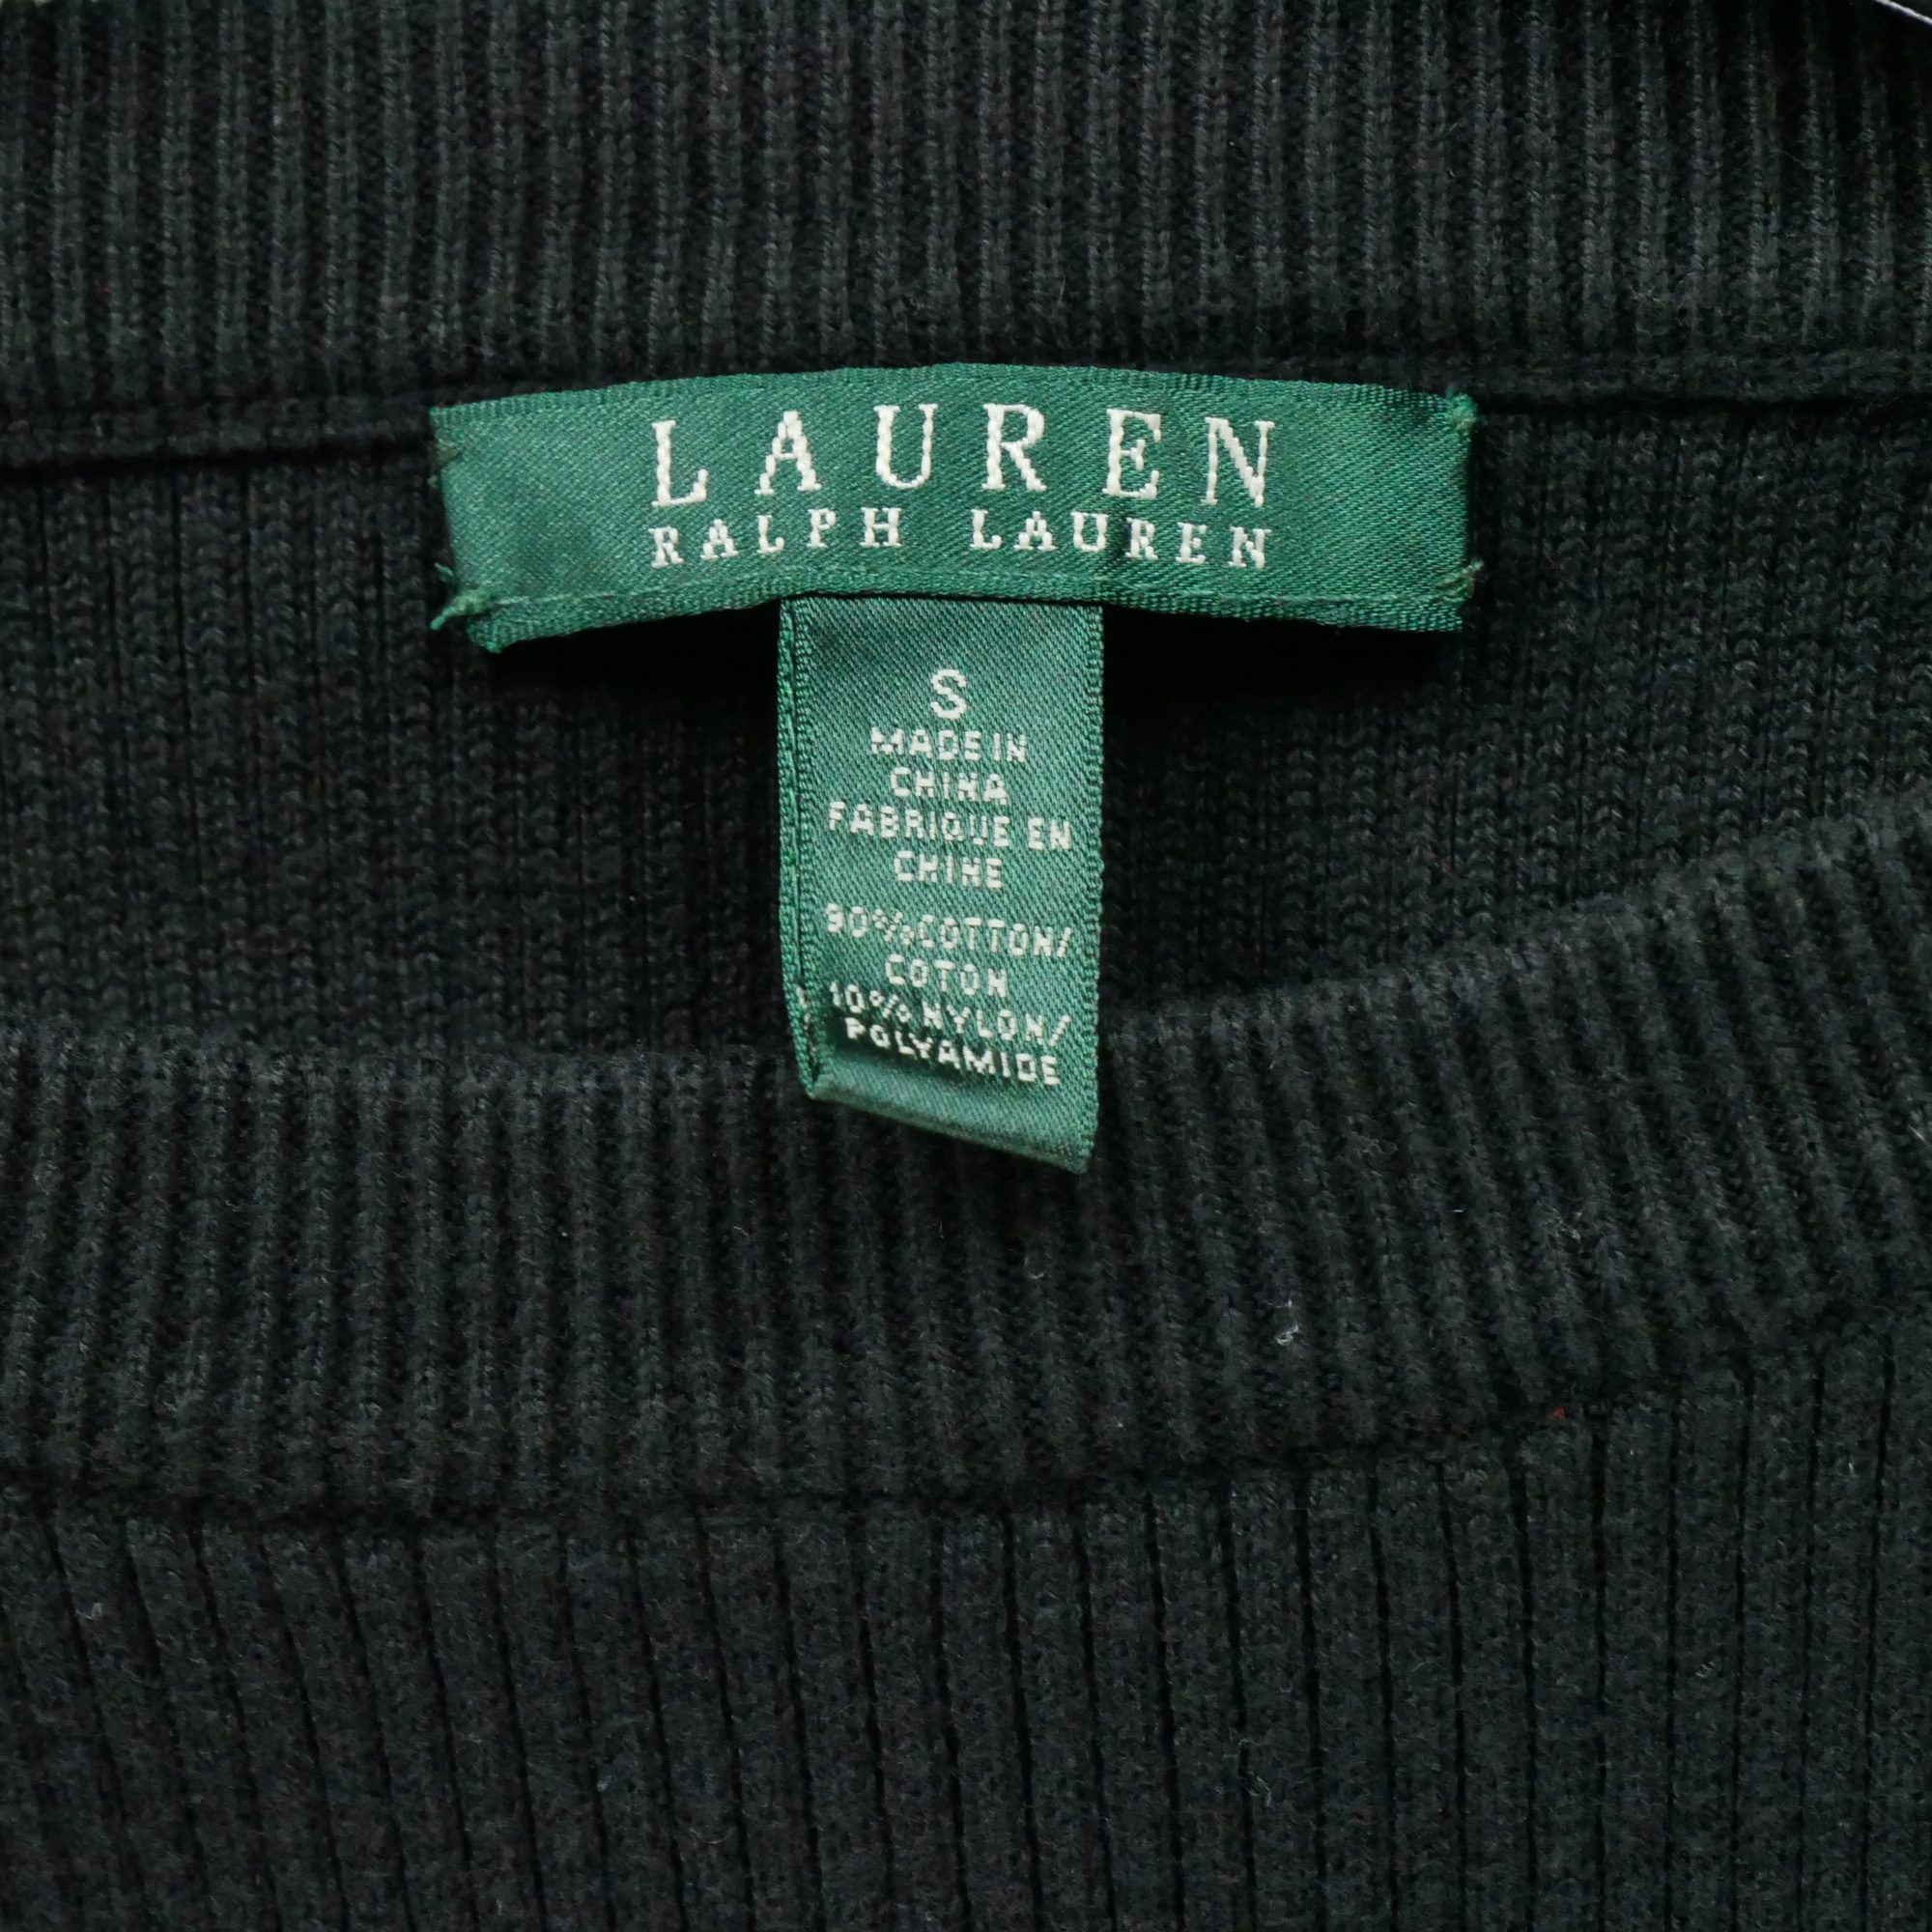 LAUREN
RALPH LAUREN
S
MADE IN
CHINA
FABRIQUE EN
CHINE
90% COTTON/
COTON
10% NYLON/
POLYAMIDE